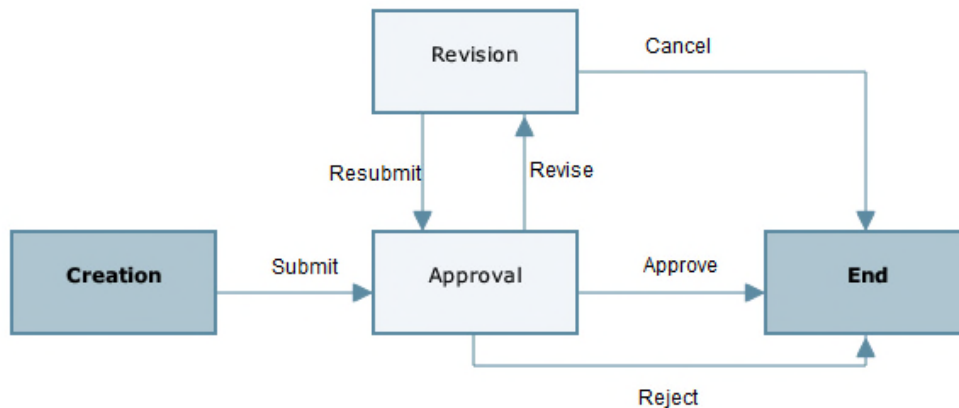 Revision
Cancel
Resubmit
Revise
Creation
Submit
Approval
Approve
End
Reject